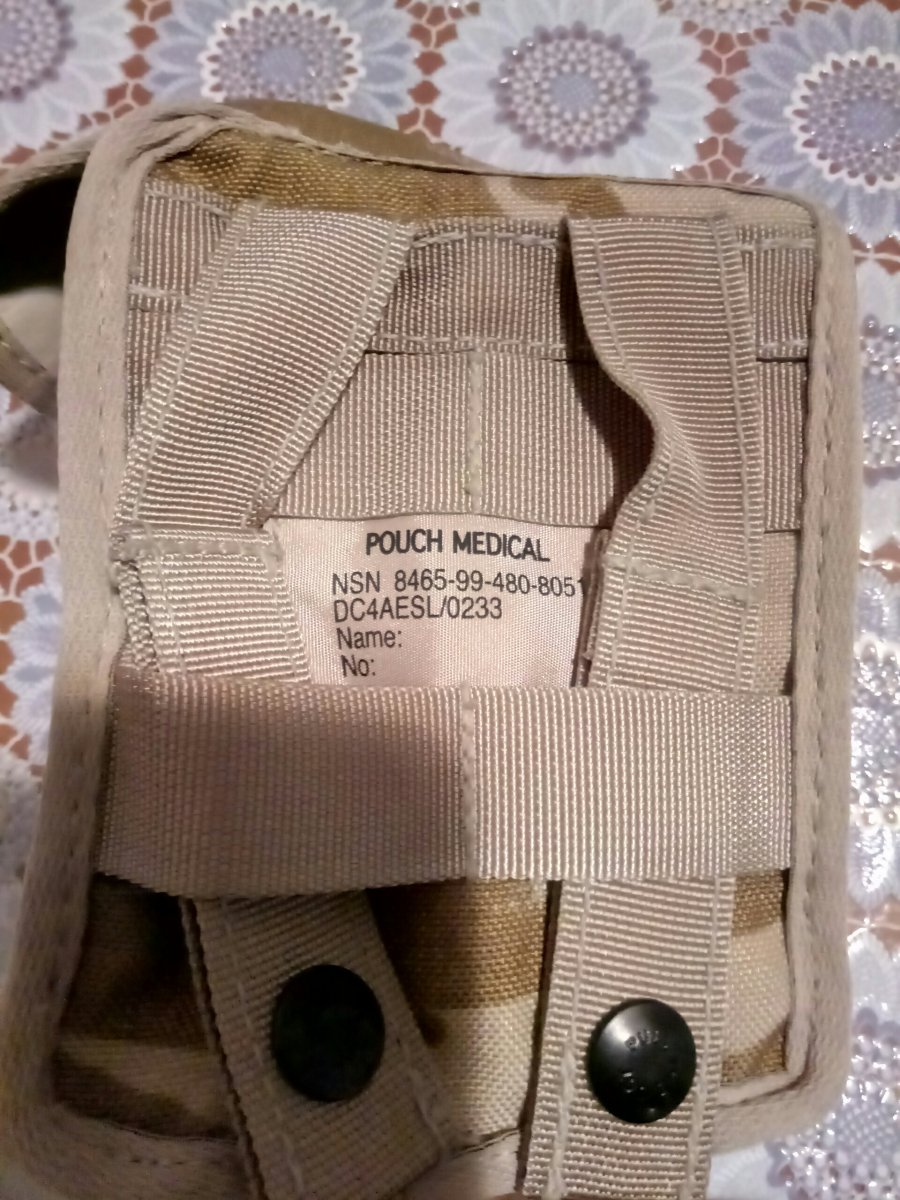 POUCH MEDICAL
NSN 8465-99-480-8051
DC4AESL/0233
Name:
No: